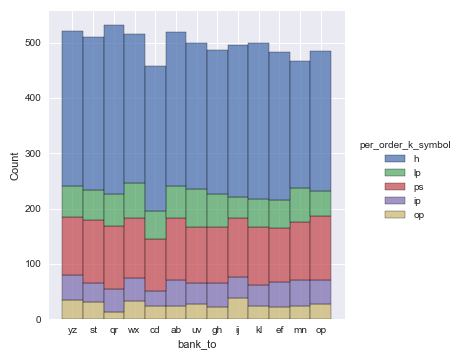 500
400
300
200
100
0
Count
yz st qr wx cd ab uv gh ij kl ef mn op
bank_to
per_order_k_symbol
h
lp
ps
ip
op